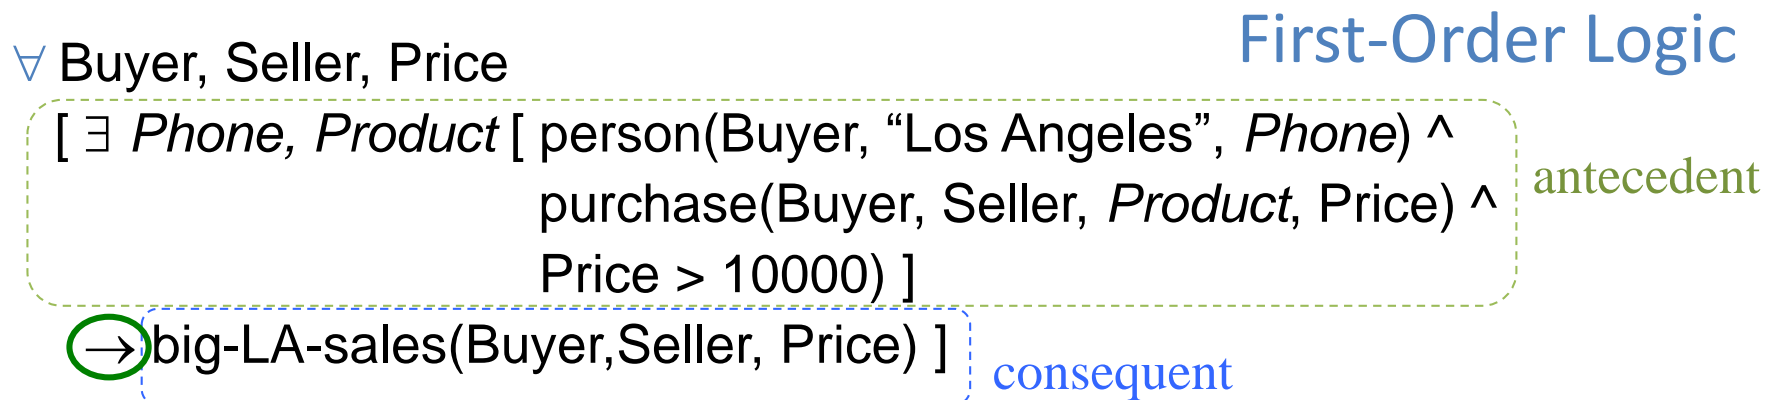 First-Order Logic
∀ Buyer, Seller, Price
[ ∃ Phone, Product [ person(Buyer, “Los Angeles”, Phone) ^
purchase(Buyer, Seller, Product, Price) ^
antecedent
Price > 10000) ]
→ big-LA-sales(Buyer,Seller, Price) ]
consequent